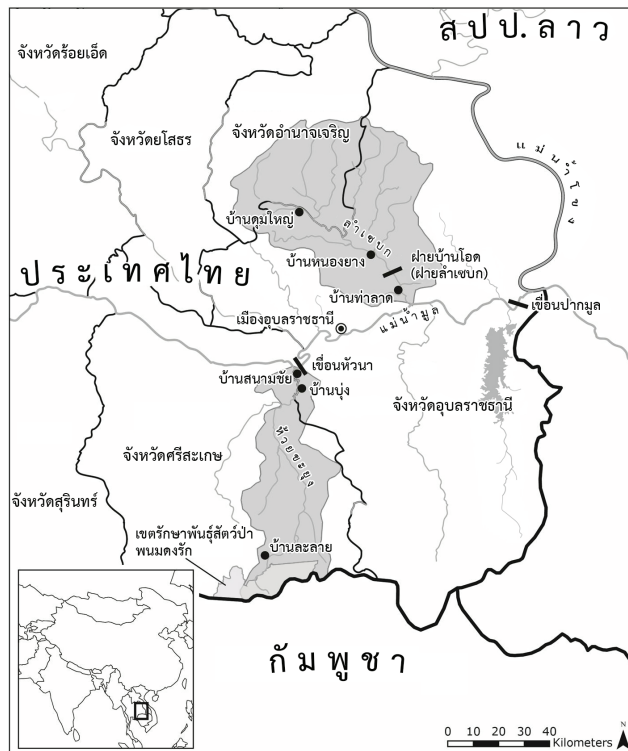 สปป.ลาว
จังหวัดร้อยเอ็ด
จังหวัดยโสธร
จังหวัดอำนาจเจริญ
แม่น้ำโขง
บ้านดุมใหญ่
ลำเซบก
บ้านหนองยาง
ฝายบ้านโอด
(ฝายลำเซบก)
ประเทศไทย
บ้านท่าลาด
เขื่อนปากมูล
เมืองอุบลราชธานี
แม่น้ำมูล
เขื่อนหัวนา
บ้านสนามชัย
บ้านบุ่ง
จังหวัดอุบลราชธานี
ห้วยขะยุง
จังหวัดศรีสะเกษ
จังหวัดสุรินทร์
เขตรักษาพันธุ์สัตว์ป่า
พนมดงรัก
บ้านละลาย
กัมพูชา
N
0 10 20 30 40
Kilometers